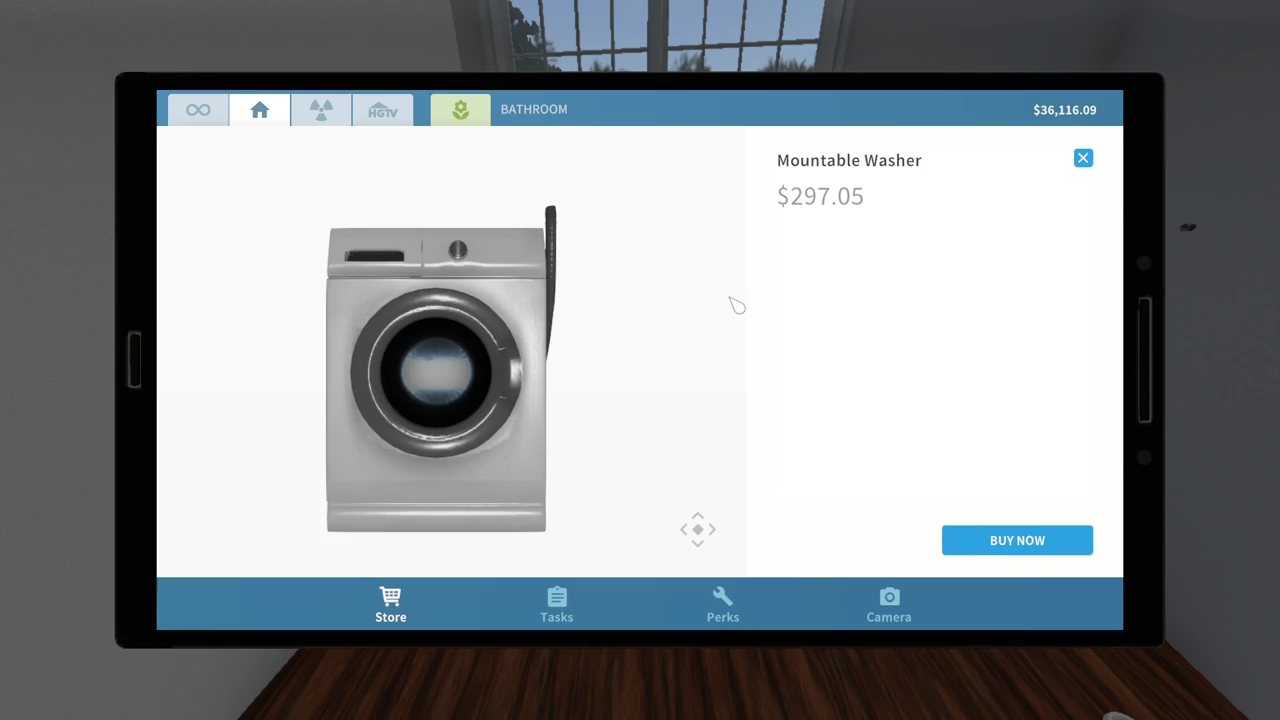 HGTV
BATHROOM
$36,116.09
Mountable Washer
$297.05
BUY NOW
Store
Tasks
Perks
Camera